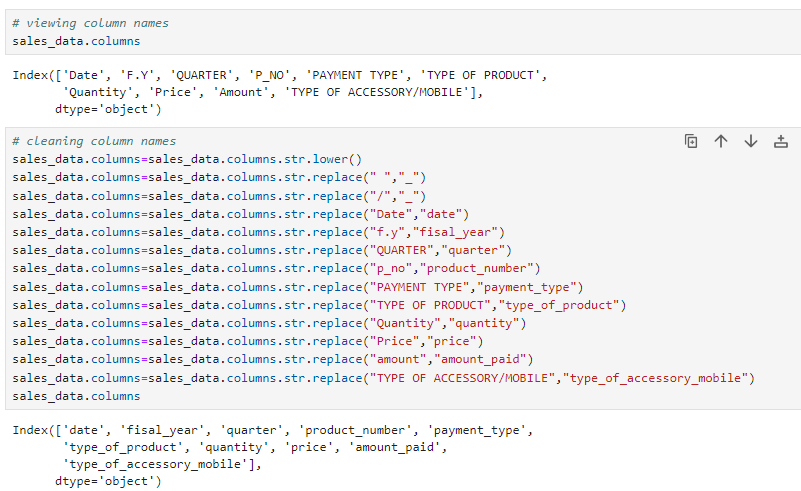 # viewing column names
sales_data.columns
Index(['Date', 'F.Y', 'QUARTER', 'P_NO', 'PAYMENT TYPE', 'TYPE OF PRODUCT',
'Quantity', 'Price', 'Amount', 'TYPE OF ACCESSORY/MOBILE'],
dtype='object')
# cleaning column names
sales_data.columns=sales_data.columns.str.lower()
sales_data.columns=sales_data.columns.str.replace(" ","_")
sales_data.columns=sales_data.columns.str.replace("/","_")
sales_data.columns=sales_data.columns.str.replace("Date","date")
sales_data.columns=sales_data.columns.str.replace("f.y","fisal_year")
sales_data.columns=sales_data.columns.str.replace("QUARTER","quarter")
sales_data.columns=sales_data.columns.str.replace("p_no","product_number")
sales_data.columns=sales_data.columns.str.replace("PAYMENT TYPE","payment_type")
sales_data.columns=sales_data.columns.str.replace("TYPE OF PRODUCT","type_of_product")
sales_data.columns=sales_data.columns.str.replace("Quantity","quantity")
sales_data.columns=sales_data.columns.str.replace("Price","price")
sales_data.columns=sales_data.columns.str.replace("amount","amount_paid")
sales_data.columns=sales_data.columns.str.replace("TYPE OF ACCESSORY/MOBILE","type_of_accessory_mobile")
sales_data.columns
Index(['date', 'fisal_year', 'quarter', 'product_number', 'payment_type',
'type_of_product', 'quantity', 'price', 'amount_paid',
'type_of_accessory_mobile'],
dtype='object')